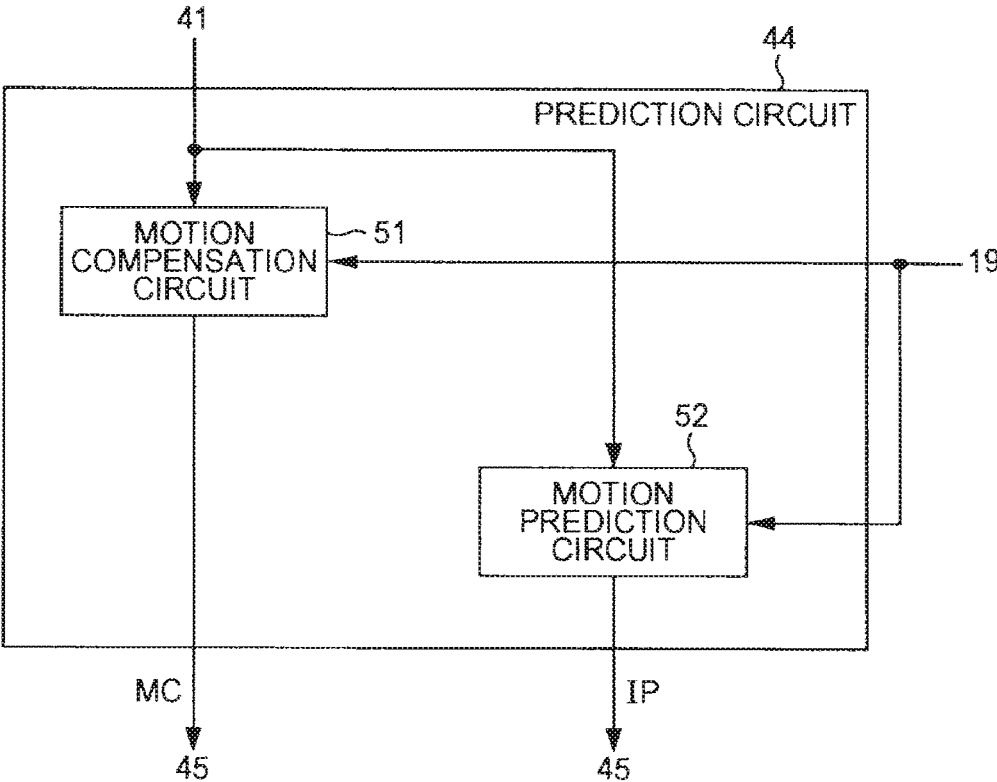 41
44
PREDICTION CIRCUIT
MOTION
COMPENSATION
CIRCUIT
51
19
52
MOTION
PREDICTION
CIRCUIT
MC
IP
45
45